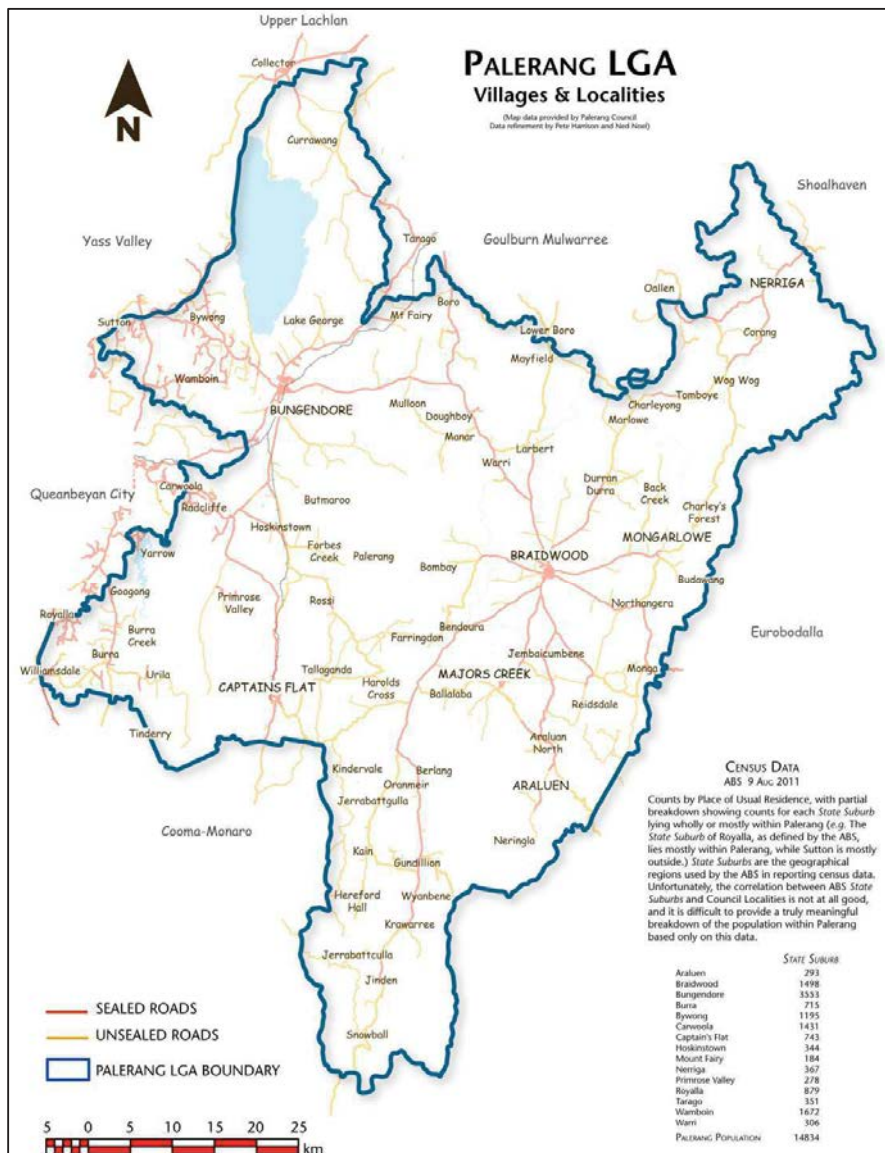 Upper Lachlan
PALERANG LGA
Villages & Localities
(Map data provided by Palerang Council
Data refinement by Pete Harrison and Ned Noel)
N
Collector
Currawang
Shoalhaven
Yass Valley
Tarago
Goulburn Mulwarree
Oallen
NERRIGA
Boro
Sutton
Bywong
Lake George
Mt Fairy
Lower Boro
Corang
Mayfield
Wamboin
Wog Wog
BUNGENDORE
Mulloon
Doughboy
Charleyong
Tomboye
Marlowe
Manar
Larbert
Warri
Queanbeyan City
Carwoola
Radcliffe
Butmaroo
Durran
Durra
Back
Creek
Charley's
Forest
Hoskinstown
Yarrow
Forbes
Creek
Palerang
BRAIDWOOD
MONGARLOWE
Bombay
Budawang
Googong
Primrose
Valley
Rossi
Northangera
Royalla
Burra
Creek
Bendoura
Farringdon
Eurobodalla
Burra
Jembaicumbene
Williamsdale
Urila
Tallaganda
Monga
CAPTAINS FLAT
Harolds
Cross
Ballalaba
MAJORS CREEK
Reidsdale
Tinderry
Araluan
North
Kindervale
Berlang
Oranmeir
ARALUEN
Jerrabattgulla
Cooma-Monaro
Neringla
Kain
Gundillion
Hereford
Hall
Wyanbene
Krawarree
Jerrabattculla
Jinden
Snowball
CENSUS DATA
ABS 9 AUG 2011
Counts by Place of Usual Residence, with partial
breakdown showing counts for each State Suburb
lying wholly or mostly within Palerang (e.g. The
State Suburb of Royalla, as defined by the ABS,
lies mostly within Palerang, while Sutton is mostly
outside.) State Suburbs are the geographical
regions used by the ABS in reporting census data.
Unfortunately, the correlation between ABS State
Suburbs and Council Localities is not at all good,
and it is difficult to provide a truly meaningful
breakdown of the population within Palerang
based only on this data.
STATE SUBURB
Araluen 293
Braidwood 1498
Bungendore 3553
Burra 715
Bywong 1195
Carwoola 1431
Captain's Flat 743
Hoskinstown 344
Mount Fairy 184
Nerriga 367
Primrose Valley 278
Royalla 879
Tarago 351
Wamboin 1672
Warri 306
PALERANG POPULATION 14834
SEALED ROADS
UNSEALED ROADS
PALERANG LGA BOUNDARY
5 0 5 10 15 20 25
km